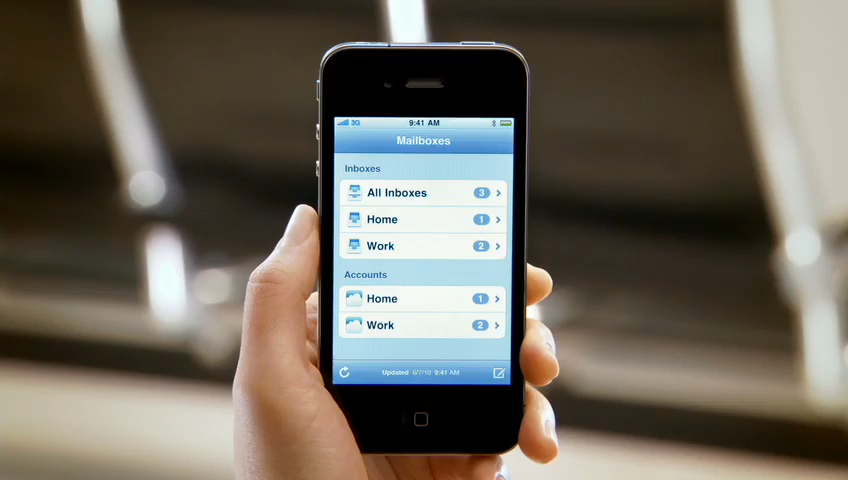 3G 9:41 AM
Mailboxes
Inboxes
All Inboxes 3
Home 1
Work 2
Accounts
Home 1
Work 2
Updated 6/7/10 9:41 AM